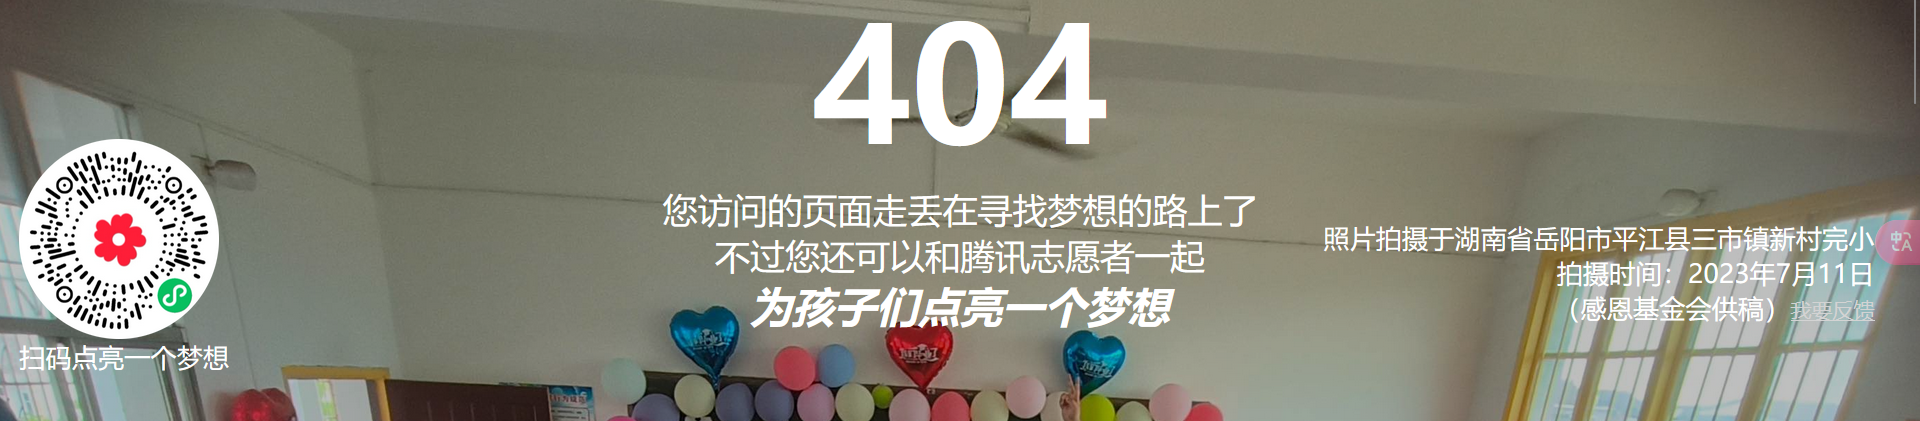 404
您访问的页面走丢在寻找梦想的路上了
不过您还可以和腾讯志愿者一起
为孩子们点亮一个梦想
照片拍摄于湖南省岳阳市平江县三市镇新村完小
拍摄时间：2023年7月11日
（感恩基金会供稿）我要反馈
扫码点亮一个梦想